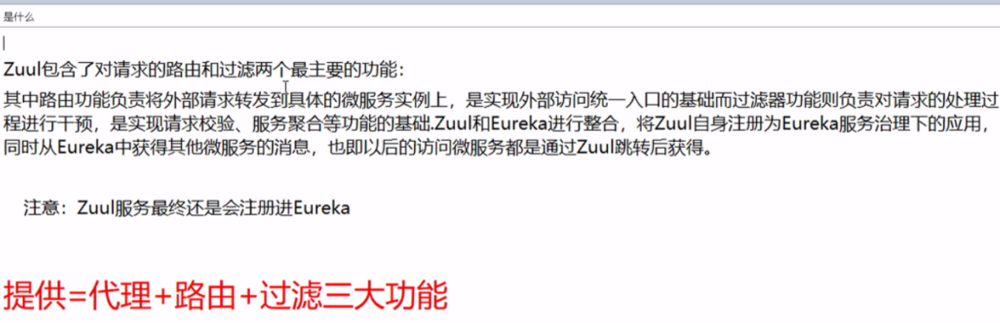 是什么
Zuul包含了对请求的路由和过滤两个最主要的功能：
其中路由功能负责将外部请求转发到具体的微服务实例上，是实现外部访问统一入口的基础而过滤器功能则负责对请求的处理过
程进行干预，是实现请求校验、服务聚合等功能的基础.Zuul和Eureka进行整合，将Zuul自身注册为Eureka服务治理下的应用，
同时从Eureka中获得其他微服务的消息，也即以后的访问微服务都是通过Zuul跳转后获得。
注意：Zuul服务最终还是会注册进Eureka
提供=代理+路由+过滤三大功能